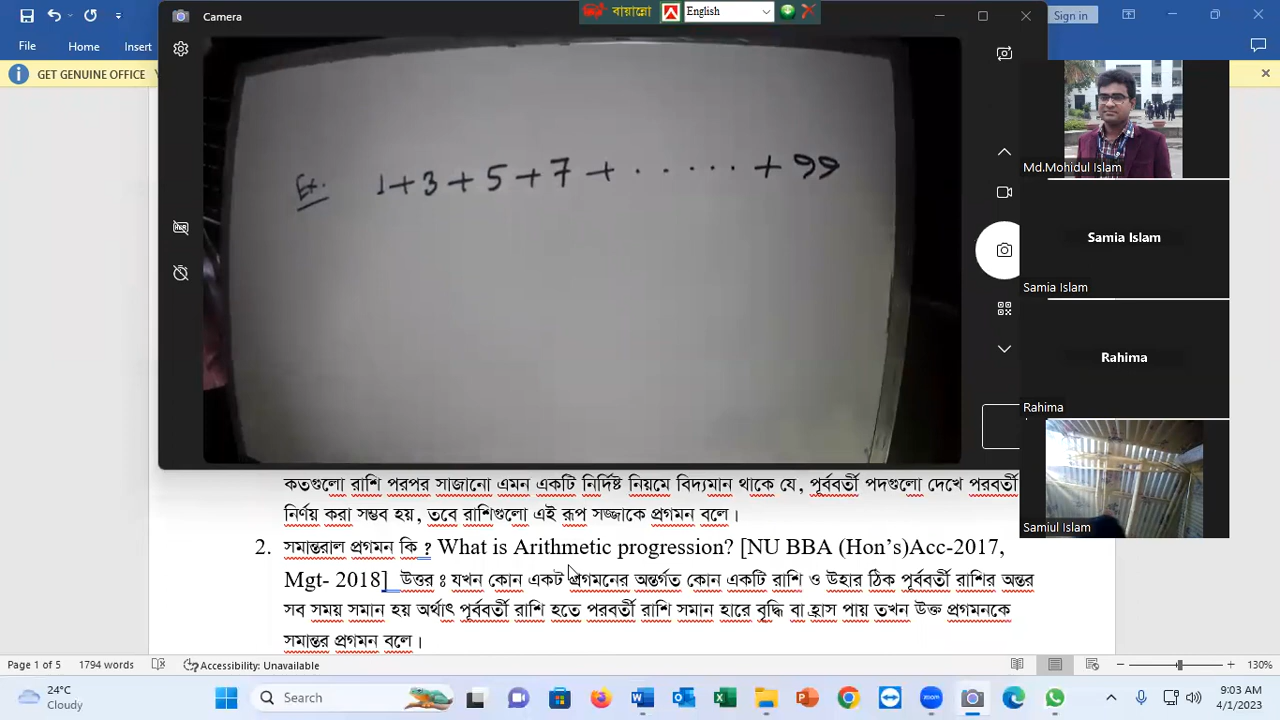 Camera
বায়ান্নো
English
Sign in
File
Home
Insert
GET GENUINE OFFICE
Ex. 1+3+5+7+.....+99
Md.Mohidul Islam
Samia Islam
Samia Islam
Rahima
Rahima
Samiul Islam
কতগুলো রাশি পরপর সাজানো এমন একটি নির্দিষ্ট নিয়মে বিদ্যমান থাকে যে, পূর্ববর্তী পদগুলো দেখে পরবর্তী
নির্ণয় করা সম্ভব হয়, তবে রাশিগুলো এই রূপ সজ্জাকে প্রগমন বলে।
2. সমান্তরাল প্রগমন কি ? What is Arithmetic progression? [NU BBA (Hon’s)Acc-2017,
Mgt- 2018] উত্তর ঃ যখন কোন একট প্রগমনের অন্তর্গত কোন একটি রাশি ও উহার ঠিক পূর্ববর্তী রাশির অন্তর
সব সময় সমান হয় অর্থাৎ পূর্ববর্তী রাশি হতে পরবর্তী রাশি সমান হারে বৃদ্ধি বা হ্রাস পায় তখন উক্ত প্রগমনকে
সমান্তর প্রগমন বলে।
Page 1 of 5
1794 words
Accessibility: Unavailable
130%
24°C
Cloudy
Search
9:03 AM
4/1/2023